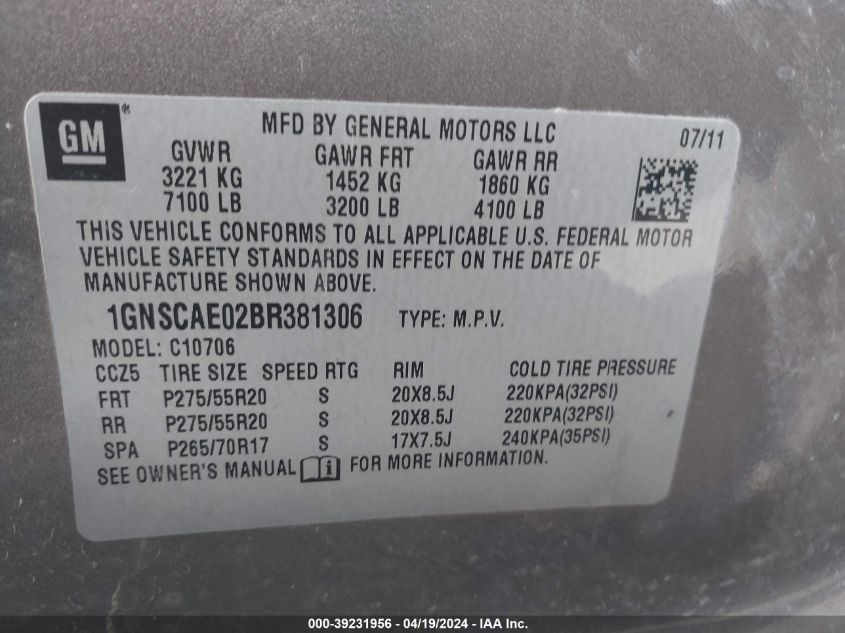 GM ®
MFD BY GENERAL MOTORS LLC 07/11
GVWR GAWR FRT GAWR RR
3221 KG 1452 KG 1860 KG
7100 LB 3200 LB 4100 LB
THIS VEHICLE CONFORMS TO ALL APPLICABLE U.S. FEDERAL MOTOR
VEHICLE SAFETY STANDARDS IN EFFECT ON THE DATE OF
MANUFACTURE SHOWN ABOVE.
1GNSCAE02BR381306 TYPE: M.P.V.
MODEL: C10706
CCZ5 TIRE SIZE SPEED RTG RIM COLD TIRE PRESSURE
FRT P275/55R20 S 20X8.5J 220KPA(32PSI)
RR P275/55R20 S 20X8.5J 220KPA(32PSI)
SPA P265/70R17 S 17X7.5J 240KPA(35PSI)
SEE OWNER'S MANUAL i FOR MORE INFORMATION.
000-39231956 / 04/19/2024 - IAA Inc.